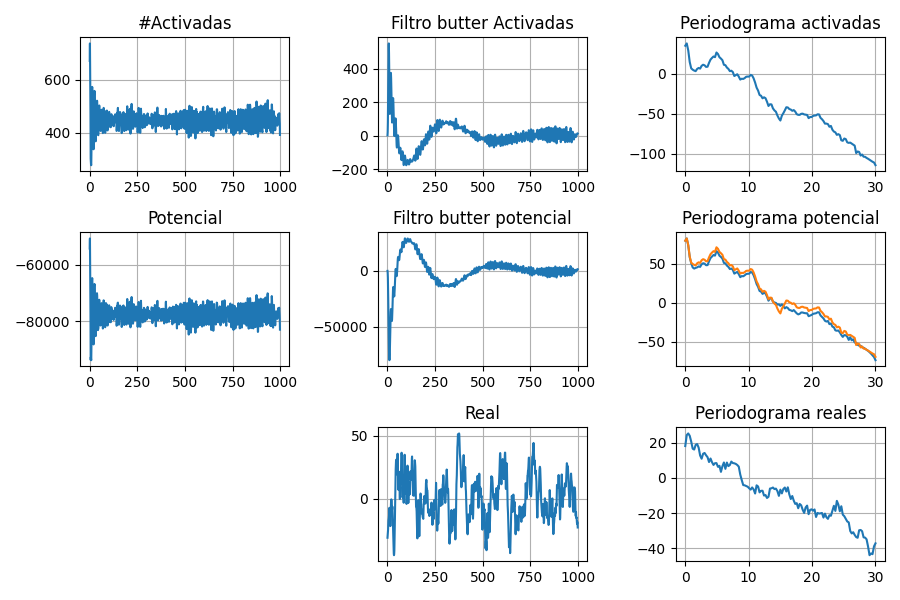 #Activadas
Filtro butter Activadas
Periodograma activadas
600
400
0 250 500 750 1000
400
200
0
−200
0 250 500 750 1000
0
−50
−100
0 10 20 30
Potencial
Filtro butter potencial
Periodograma potencial
−60000
−80000
0 250 500 750 1000
0
−50000
0 250 500 750 1000
50
0
−50
0 10 20 30
Real
Periodograma reales
50
0
0 250 500 750 1000
20
0
−20
−40
0 10 20 30